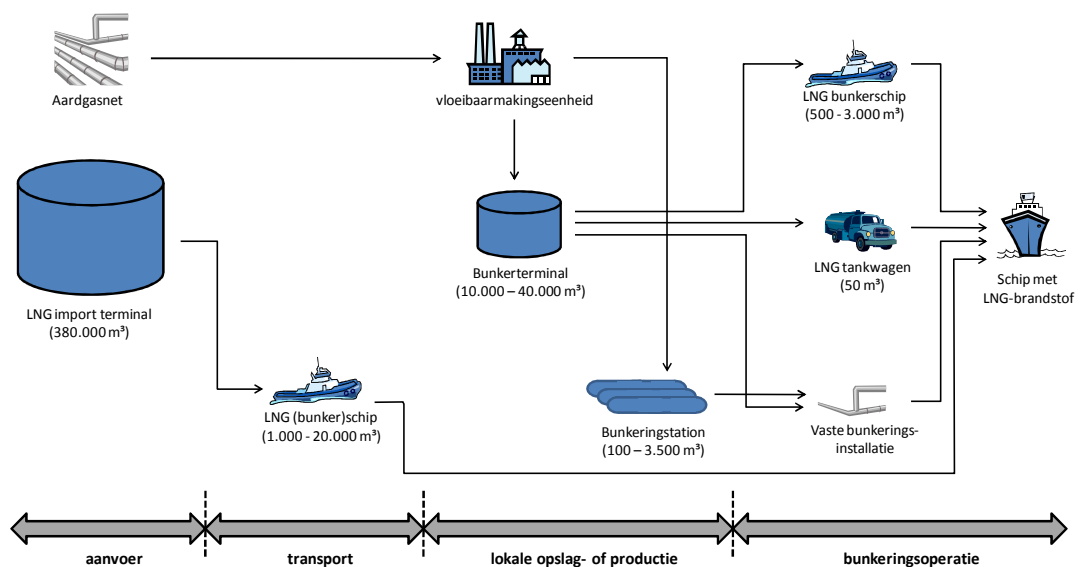 Aardgasnet
vloeibaarmakingseenheid
LNG bunkerschip
(500 - 3.000 m³)
LNG import terminal
(380.000 m³)
Bunkerterminal
(10.000 – 40.000 m³)
LNG tankwagen
(50 m³)
Schip met
LNG-brandstof
LNG (bunker)schip
(1.000 - 20.000 m³)
Bunkeringstation
(100 – 3.500 m³)
Vaste bunkerings-
installatie
aanvoer
transport
lokale opslag- of productie
bunkeringsoperatie